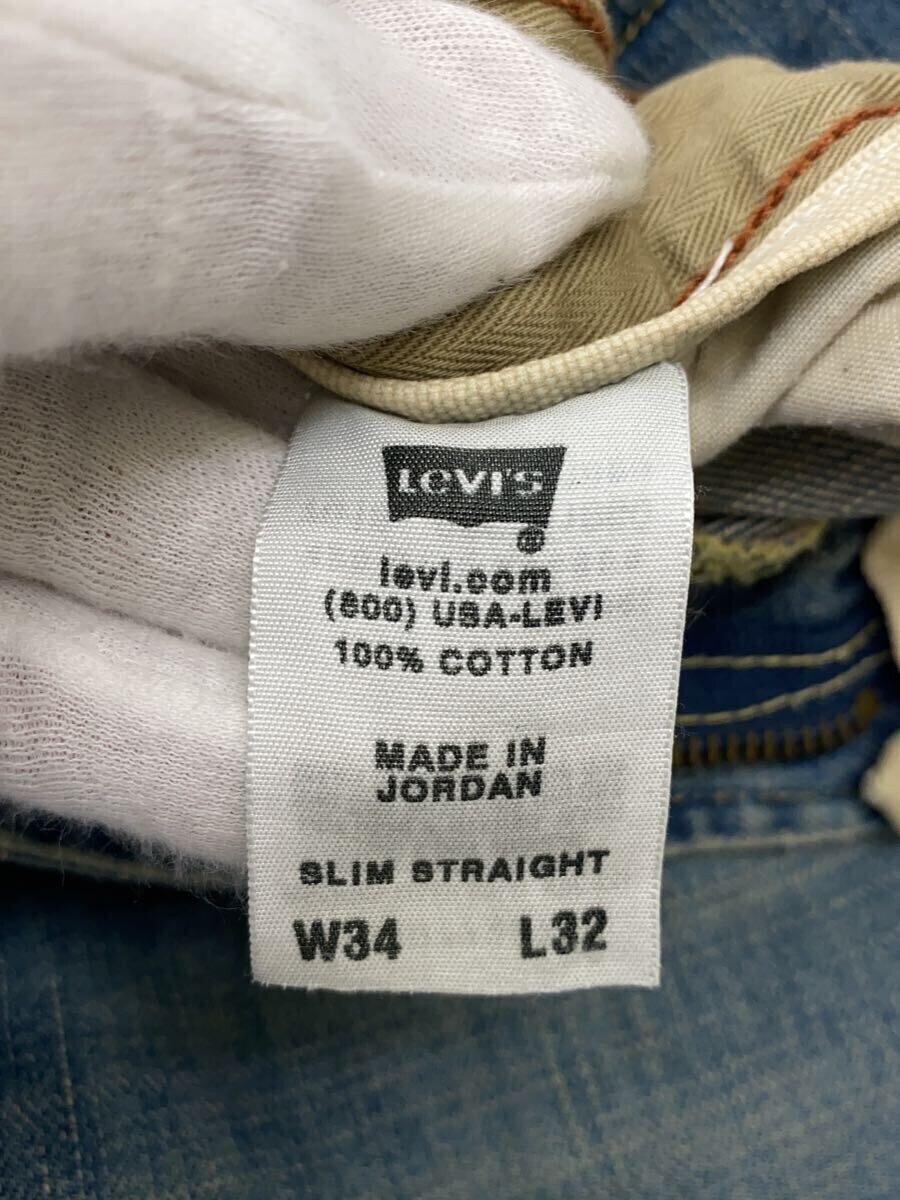 LEVI'S ®
levi.com
(800) USA-LEVI
100% COTTON
MADE IN
JORDAN
SLIM STRAIGHT
W34 L32